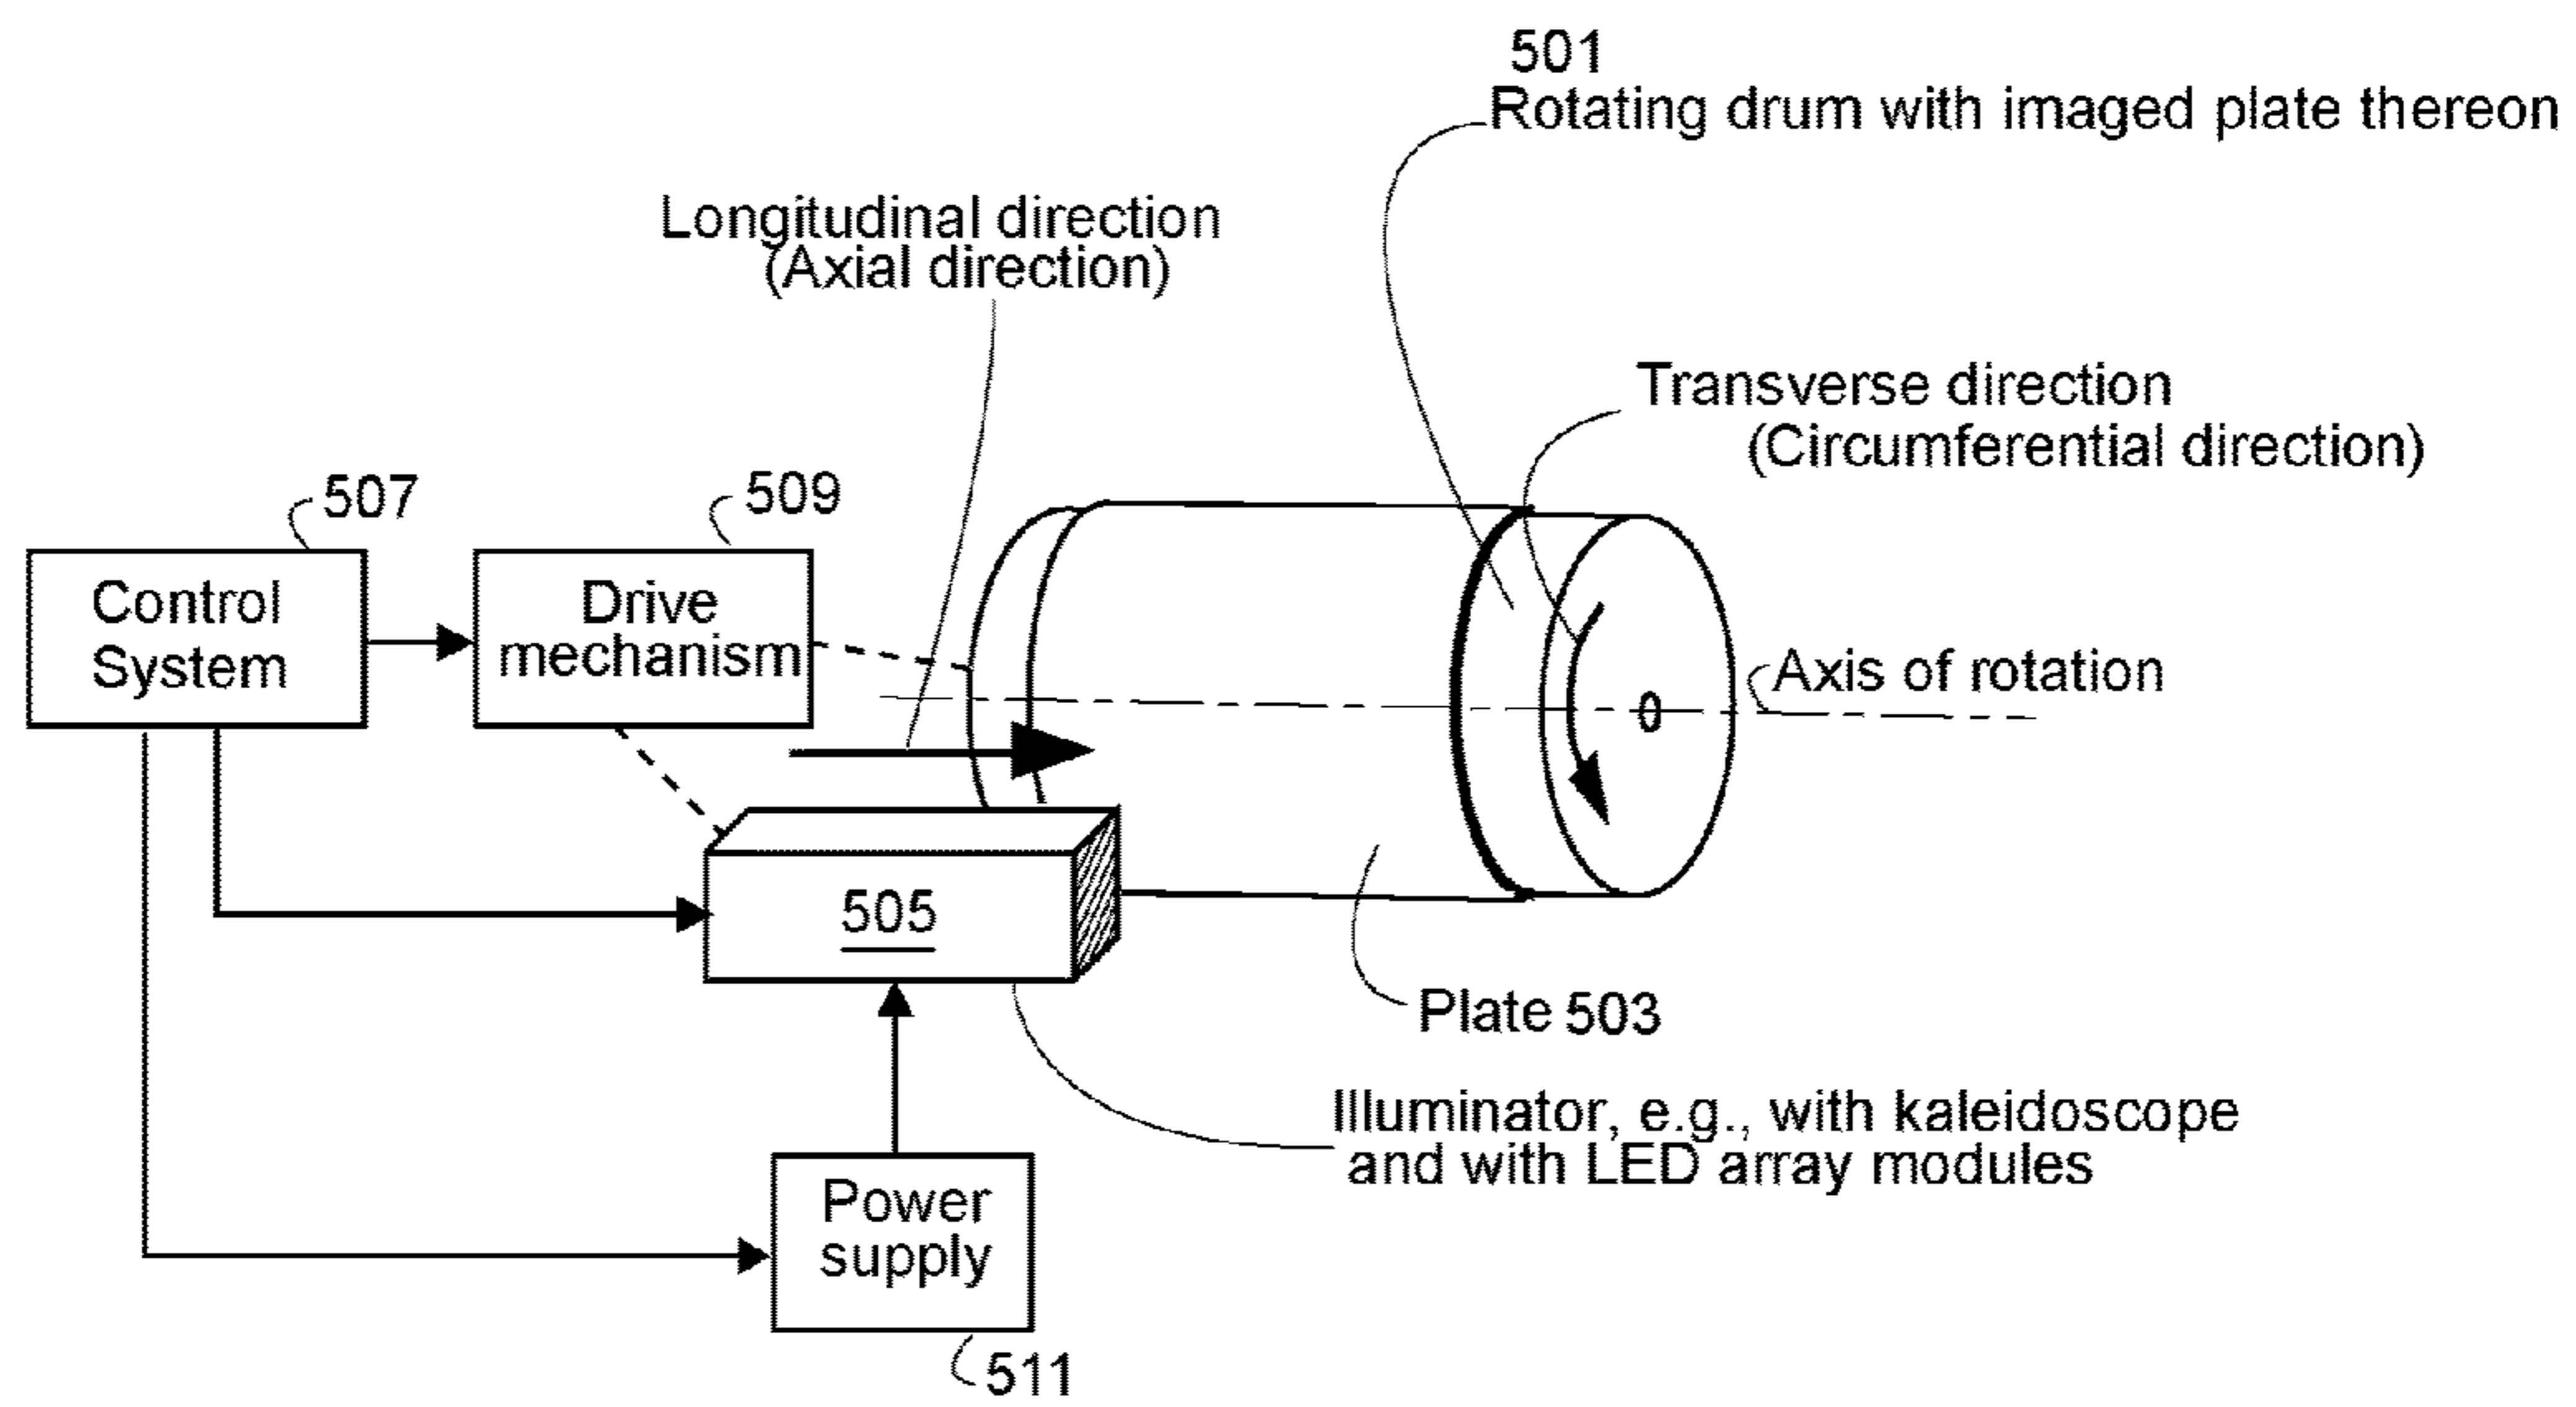 501
Rotating drum with imaged plate thereon
Longitudinal direction
(Axial direction)
Transverse direction
(Circumferential direction)
507
509
Control
System
Drive
mechanism
Axis of rotation
505
Plate 503
Illuminator, e.g., with kaleidoscope
and with LED array modules
Power
supply
511